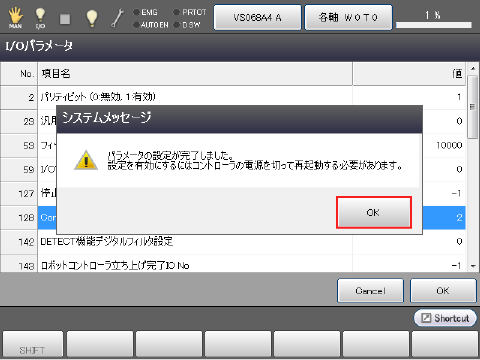 MAN
I/O
EMG
AUTO EN
PRTCT
D SW
VS068A4 A
各軸 W0T0
1 %
I/Oパラメータ
No.
項目名
値
2 パリティビット (0:無効, 1:有効) 1
29 汎用 0
53 フィー 10000
59 I/O 0
127 停止 -1
128 Con 2
142 DETECT機能デジタルフィルタ設定 0
143 ロボットコントローラ立ち上げ完了IO No -1
システムメッセージ
パラメータの設定が完了しました。
設定を有効にするにはコントローラの電源を切って再起動する必要があります。
OK
Cancel
OK
Shortcut
SHIFT